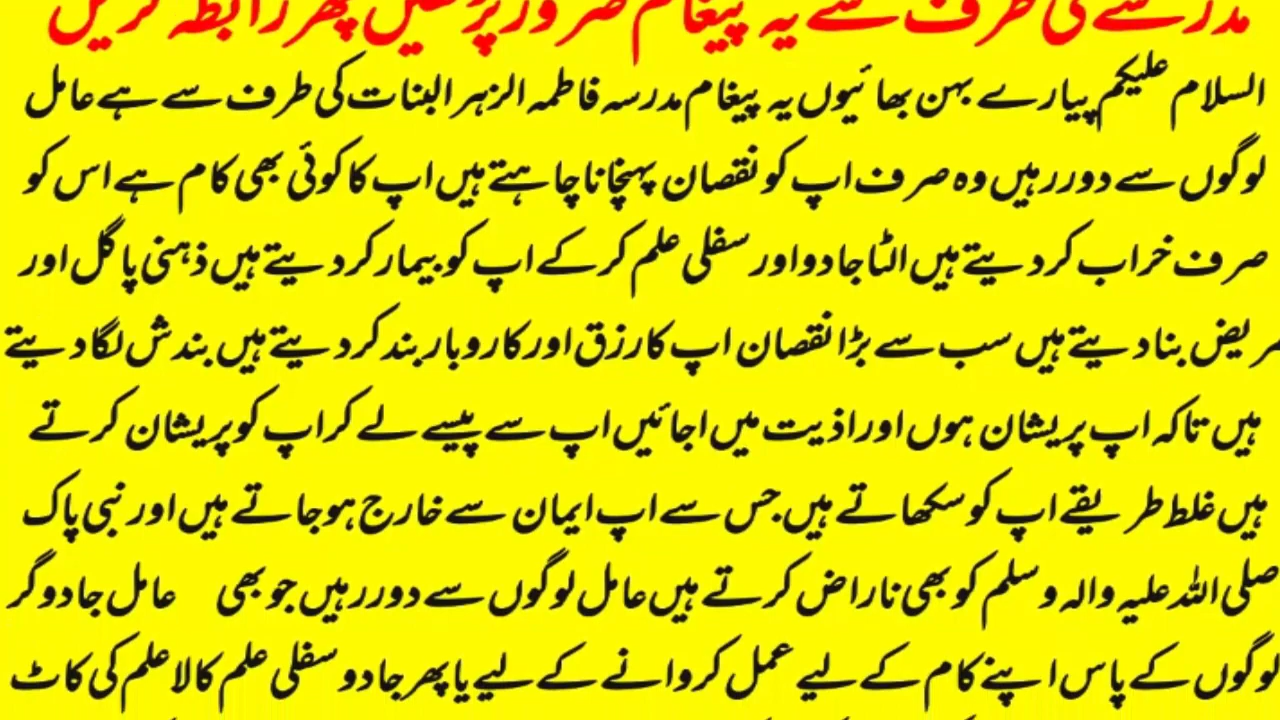 مدرسے کی طرف سے یہ پیغام ضرور پڑھیں پھر رابطہ کریں
السلام علیکم پیارے بہن بھائیوں یہ پیغام مدرسہ فاطمہ الزہرا البنات کی طرف سے ہے عامل
لوگوں سے دور رہیں وہ صرف اپ کو نقصان پہنچانا چاہتے ہیں اپ کا کوئی بھی کام ہے اس کو
صرف خراب کر دیتے ہیں الٹا جادو اور سفلی علم کر کے اپ کو بیمار کر دیتے ہیں ذہنی پاگل اور
مریض بنا دیتے ہیں سب سے بڑا نقصان اپ کا رزق اور کاروبار بند کر دیتے ہیں بندش لگا دیتے
ہیں تاکہ اپ پریشان ہوں اور اذیت میں اجائیں اپ سے پیسے لے کر اپ کو پریشان کرتے
ہیں غلط طریقے اپ کو سکھاتے ہیں جس سے اپ ایمان سے خارج ہو جاتے ہیں اور نبی پاک
صلی اللہ علیہ والہ وسلم کو بھی ناراض کرتے ہیں عامل لوگوں سے دور رہیں جو بھی عامل جادوگر
لوگوں کے پاس اپنے کام کے لیے عمل کروانے کے لیے یا پھر جادو سفلی علم کالا علم کی کاٹ